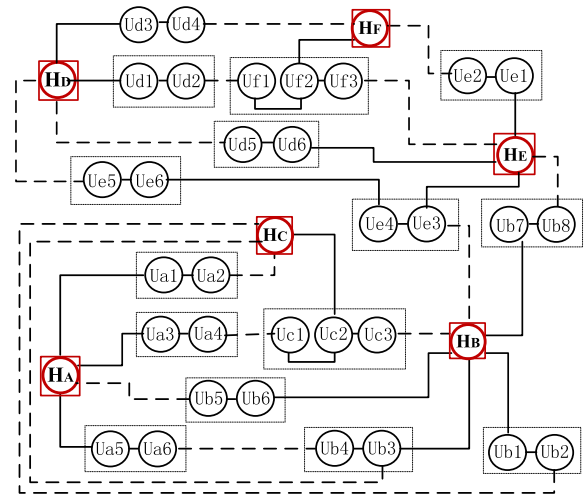 Ud3 Ud4 HF
HD Ud1 Ud2 Uf1 Uf2 Uf3 Ue2 Ue1
Ud5 Ud6 HE
Ue5 Ue6
Ue4 Ue3 Ub7 Ub8
HC
Ua1 Ua2
Ua3 Ua4 Uc1 Uc2 Uc3 HB
HA
Ub5 Ub6
Ua5 Ua6 Ub4 Ub3 Ub1 Ub2